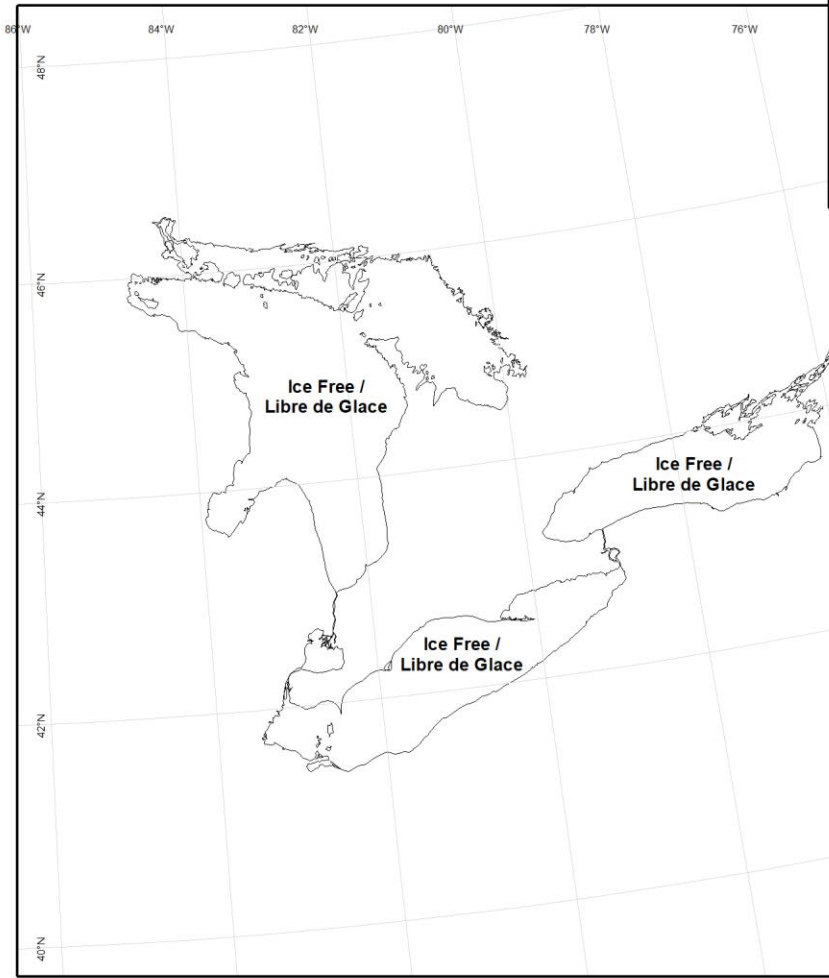 86°W
84°W
82°W
80°W
78°W
76°W
48°N
46°N
Ice Free /
Libre de Glace
Ice Free /
Libre de Glace
44°N
Ice Free /
Libre de Glace
42°N
40°N